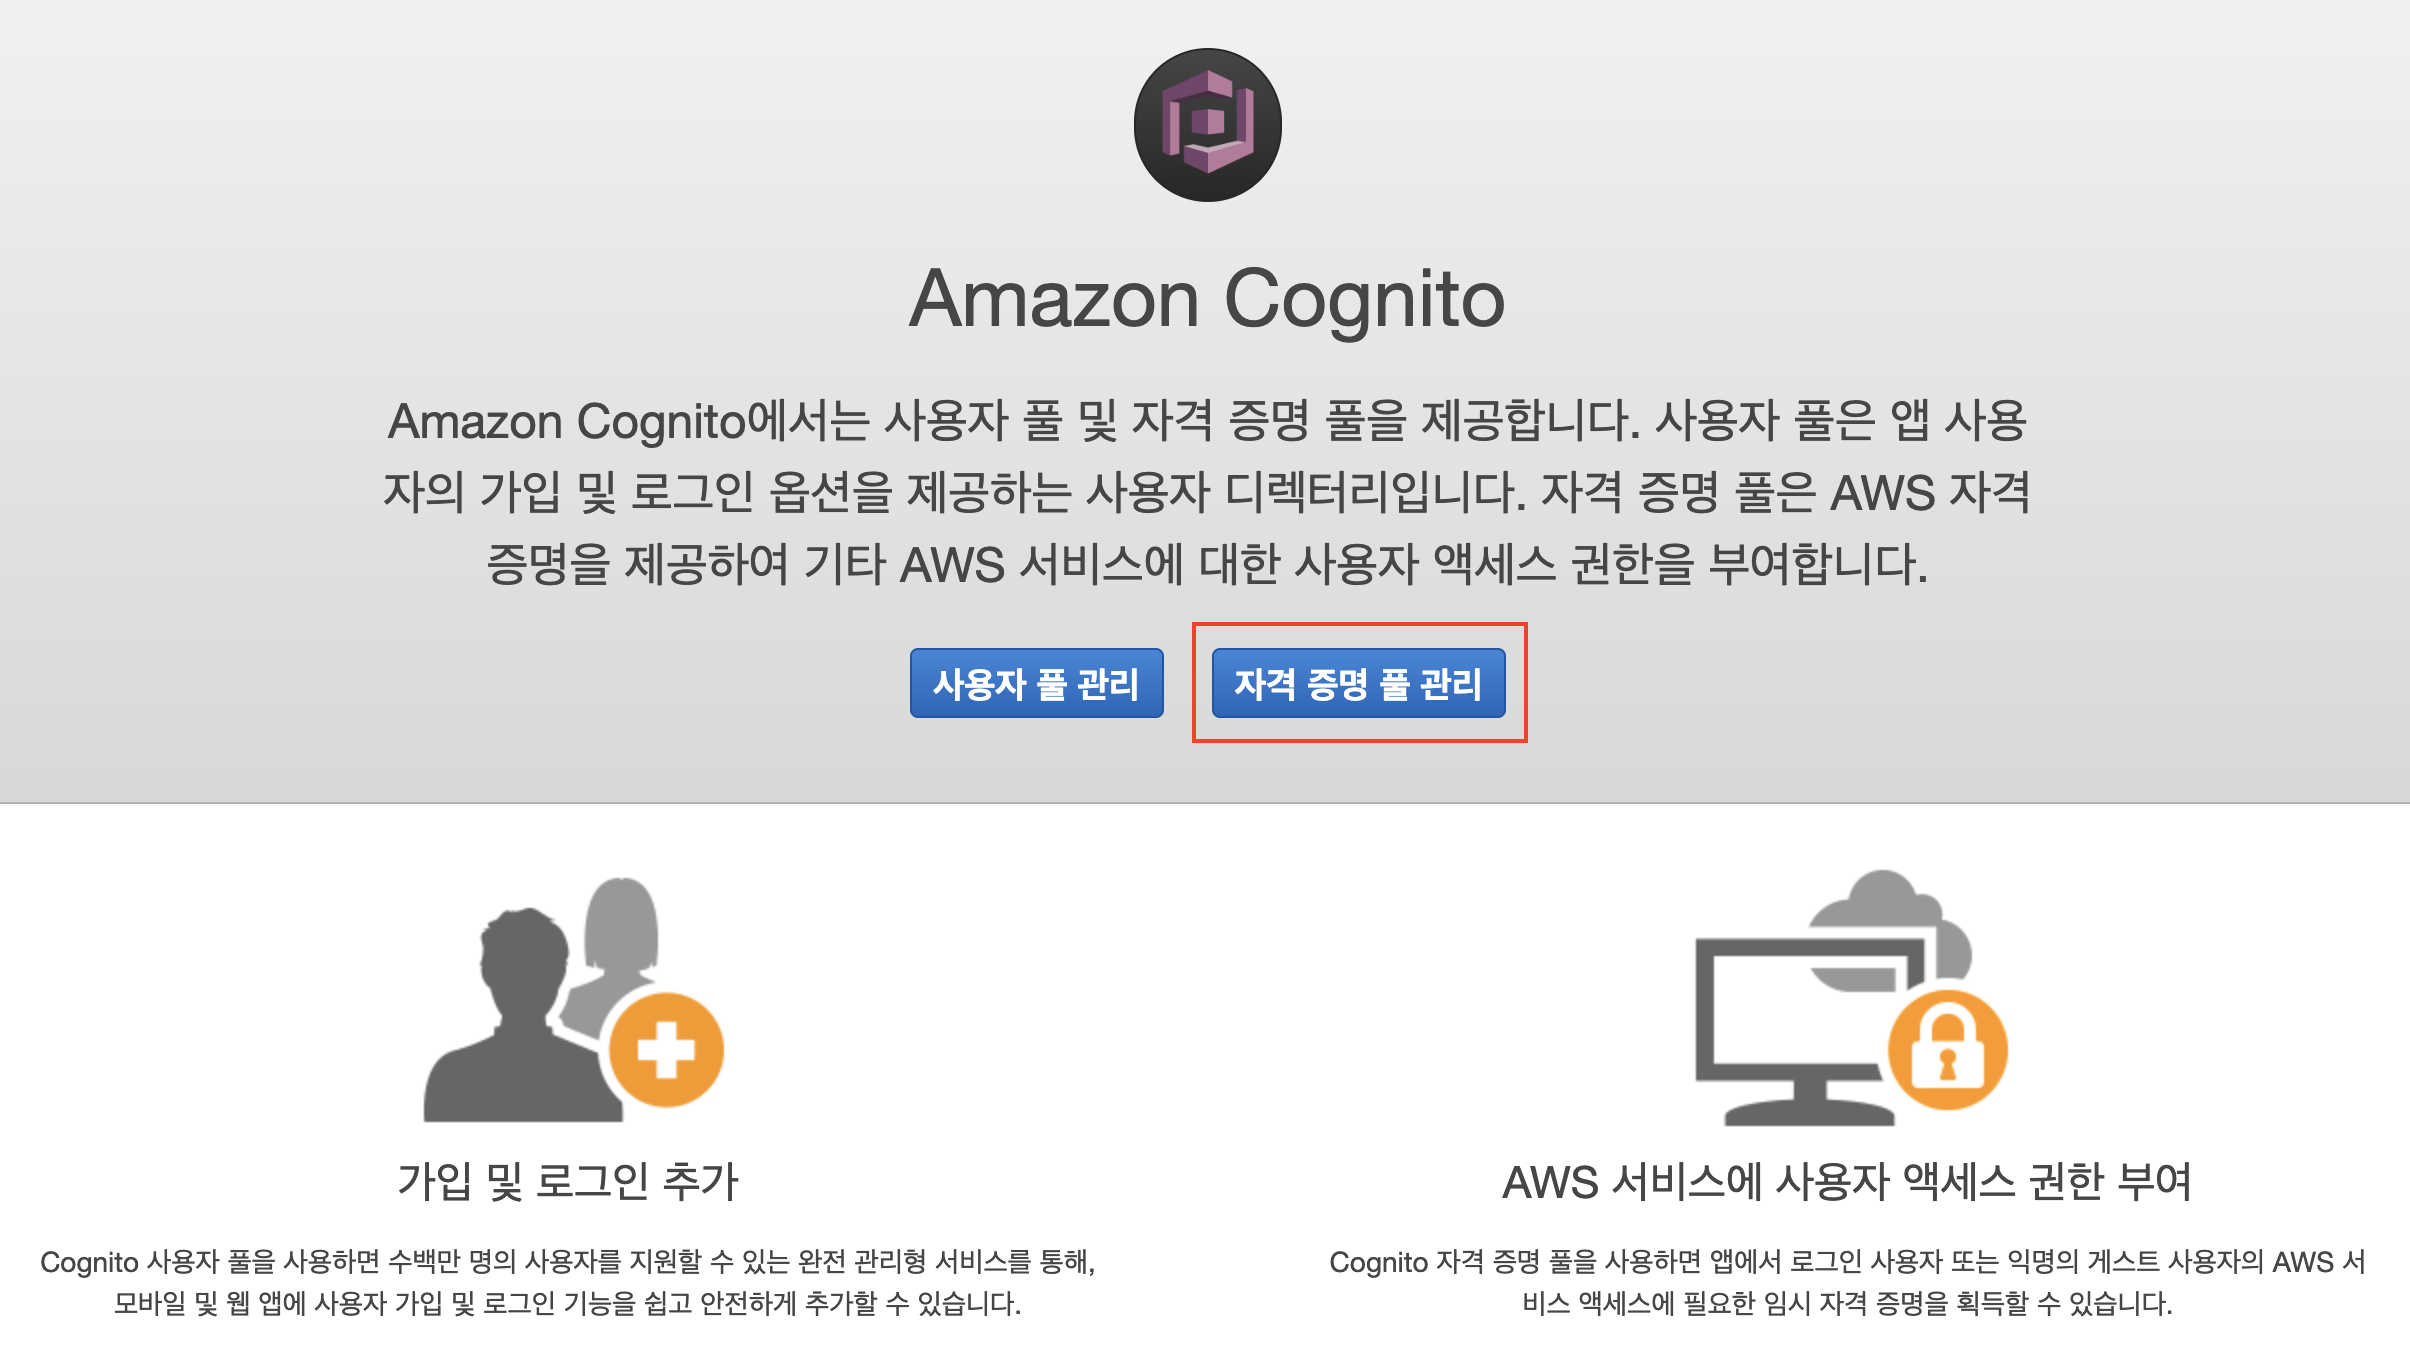 Amazon Cognito
Amazon Cognito에서는 사용자 풀 및 자격 증명 풀을 제공합니다. 사용자 풀은 앱 사용
자의 가입 및 로그인 옵션을 제공하는 사용자 디렉터리입니다. 자격 증명 풀은 AWS 자격
증명을 제공하여 기타 AWS 서비스에 대한 사용자 액세스 권한을 부여합니다.
사용자 풀 관리
자격 증명 풀 관리
가입 및 로그인 추가
Cognito 사용자 풀을 사용하면 수백만 명의 사용자를 지원할 수 있는 완전 관리형 서비스를 통해,
모바일 및 웹 앱에 사용자 가입 및 로그인 기능을 쉽고 안전하게 추가할 수 있습니다.
AWS 서비스에 사용자 액세스 권한 부여
Cognito 자격 증명 풀을 사용하면 앱에서 로그인 사용자 또는 익명의 게스트 사용자의 AWS 서
비스 액세스에 필요한 임시 자격 증명을 획득할 수 있습니다.